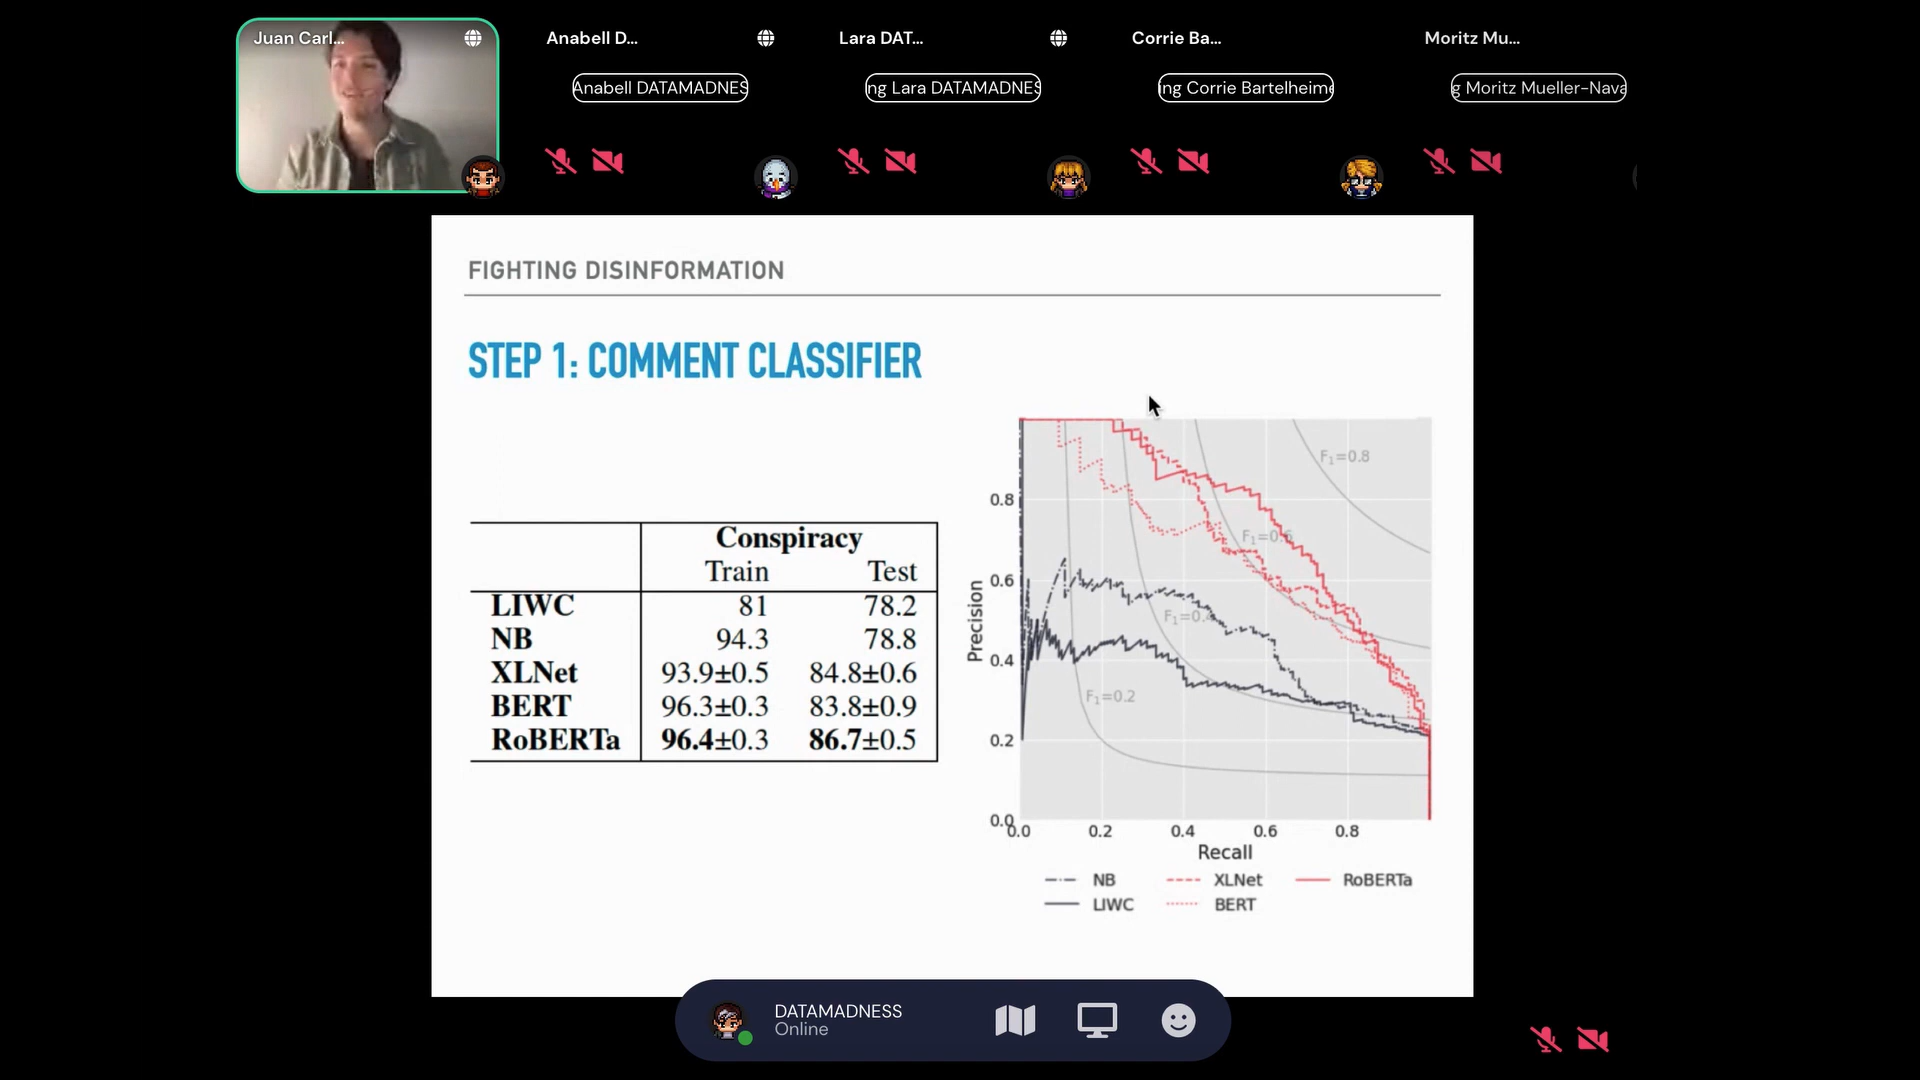 Juan Carl...
Anabell D...
Lara DAT...
Corrie Ba...
Moritz Mu...
Anabell DATAMADNES
ng Lara DATAMADNES
ing Corrie Bartelheime
g Moritz Mueller-Nava
FIGHTING DISINFORMATION
STEP 1: COMMENT CLASSIFIER
Conspiracy
Train Test
LIWC 81 78.2
NB 94.3 78.8
XLNet 93.9±0.5 84.8±0.6
BERT 96.3±0.3 83.8±0.9
RoBERTa 96.4±0.3 86.7±0.5
F₁=0.8
F₁=0.6
F₁=0.4
F₁=0.2
Precision
0.8
0.6
0.4
0.2
0.0
0.0 0.2 0.4 0.6 0.8
Recall
NB XLNet RoBERTa
LIWC BERT
DATAMADNESS
Online